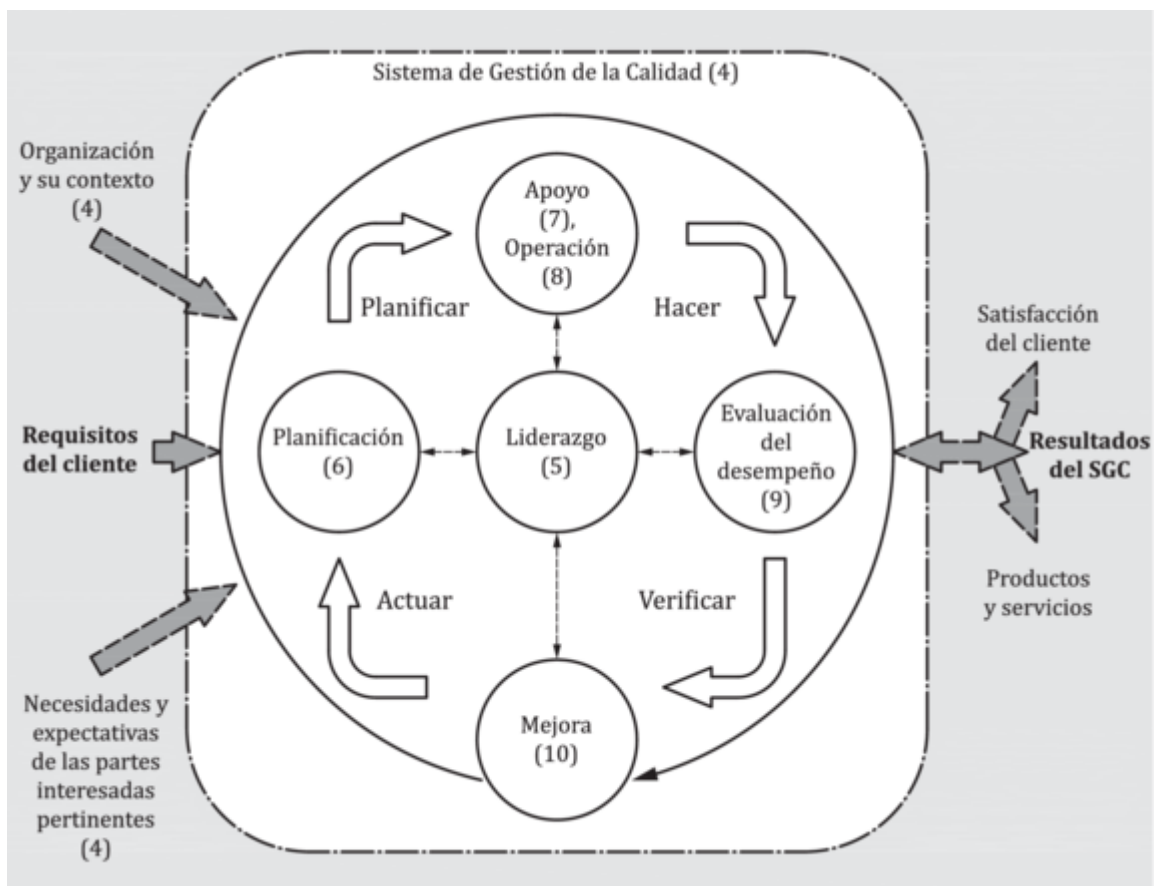 Sistema de Gestión de la Calidad (4)
Organización
y su contexto
(4)
Apoyo
(7),
Operación
(8)
Planificar
Hacer
Satisfacción
del cliente
Requisitos
del cliente
Planificación
(6)
Liderazgo
(5)
Evaluación
del
desempeño
(9)
Resultados
del SGC
Actuar
Verificar
Productos
y servicios
Necesidades y
expectativas
de las partes
interesadas
pertinentes
(4)
Mejora
(10)